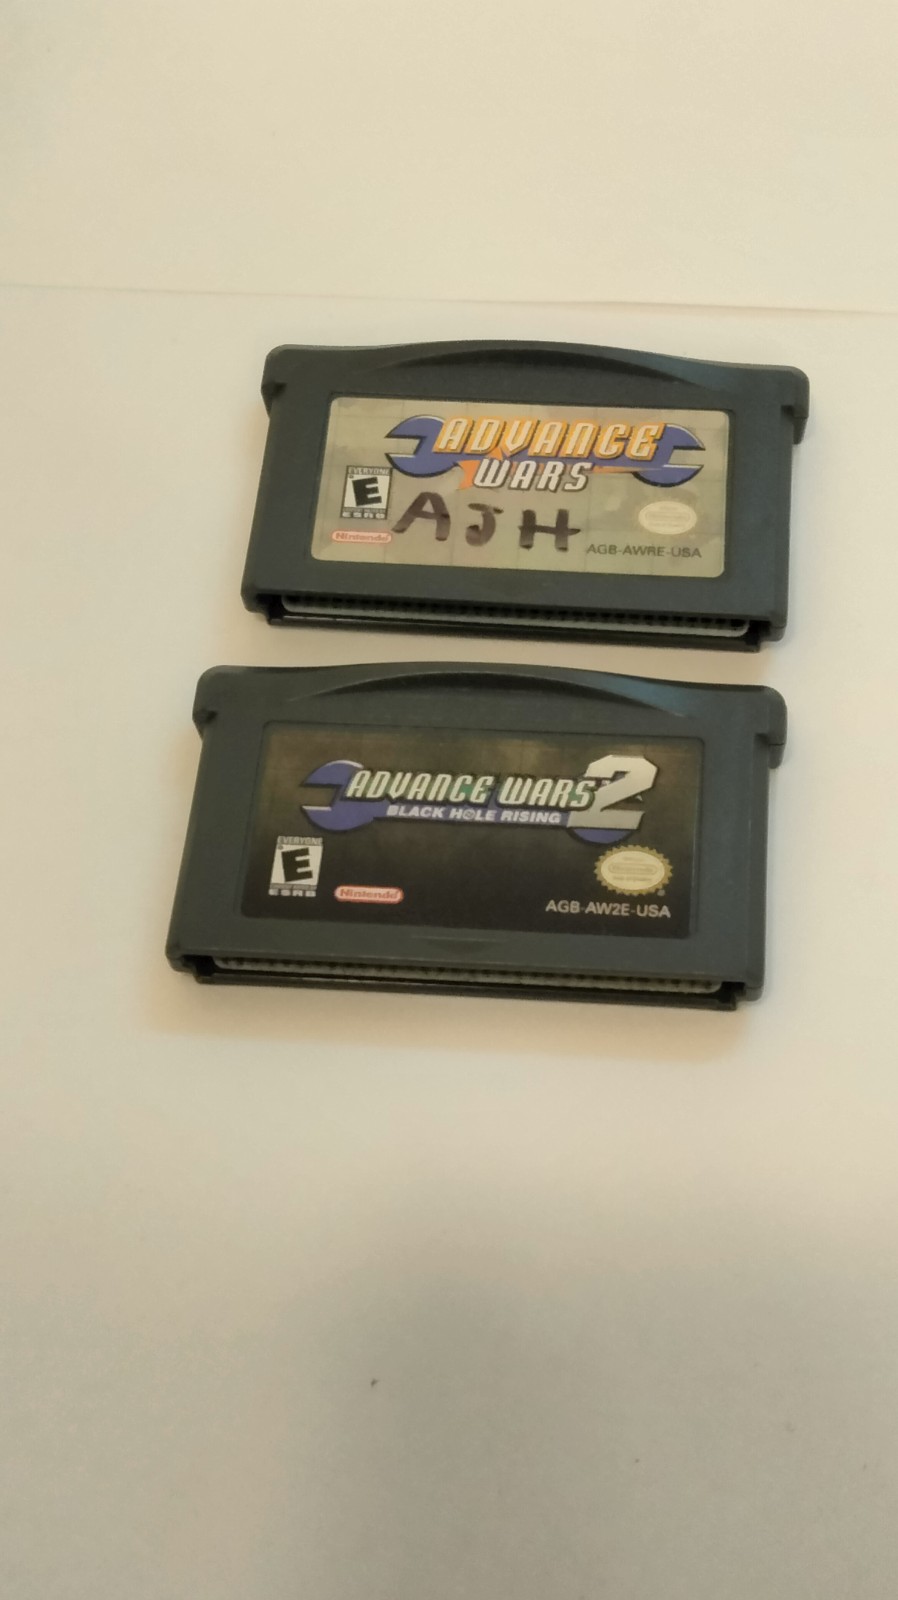 ADVANCE
WARS
EVERYONE
E
ESRB
AJH
Nintendo
AGB-AWRE-USA
ADVANCE WARS 2
BLACK HOLE RISING
EVERYONE
E
ESRB
Nintendo
Nintendo
AGB-AW2E-USA